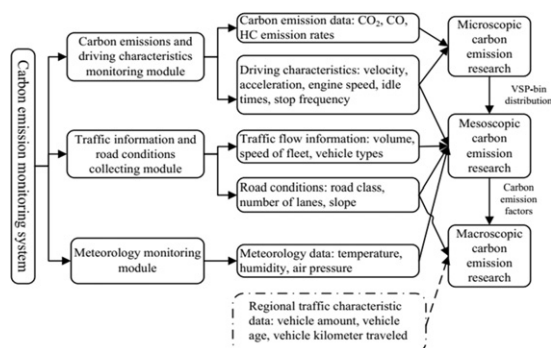 Carbon emission monitoring system
Carbon emissions and
driving characteristics
monitoring module
Traffic information and
road conditions
collecting module
Meteorology monitoring
module
Carbon emission data: CO₂, CO,
HC emission rates
Driving characteristics: velocity,
acceleration, engine speed, idle
times, stop frequency
Traffic flow information: volume,
speed of fleet, vehicle types
Road conditions: road class,
number of lanes, slope
Meteorology data: temperature,
humidity, air pressure
Regional traffic characteristic
data: vehicle amount, vehicle
age, vehicle kilometer traveled
Microscopic
carbon
emission
research
VSP-bin
distribution
Mesoscopic
carbon
emission
research
Carbon
emission
factors
Macroscopic
carbon
emission
research